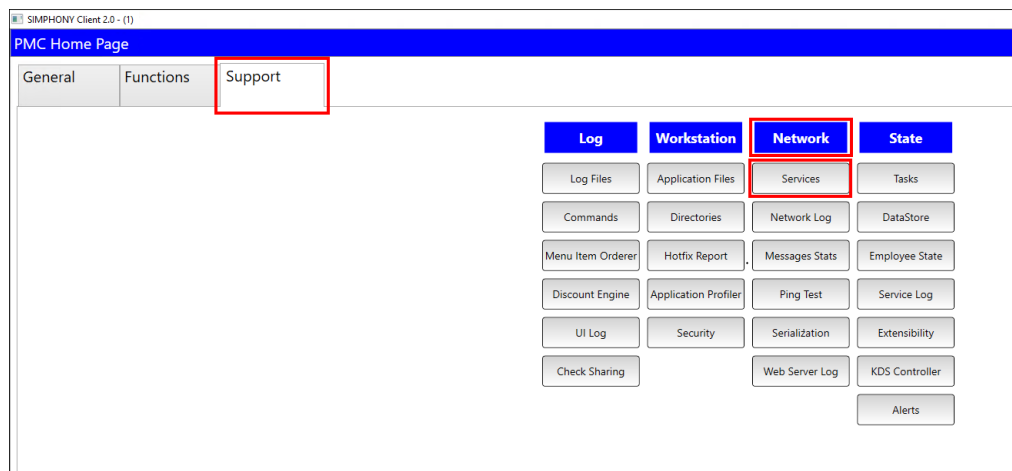 SIMPHONY Client 2.0 - (1)
PMC Home Page
General Functions Support
Log Workstation Network State
Log Files Application Files Services Tasks
Commands Directories Network Log DataStore
Menu Item Orderer Hotfix Report . Messages Stats Employee State
Discount Engine Application Profiler Ping Test Service Log
UI Log Security Serialization Extensibility
Check Sharing Web Server Log KDS Controller
Alerts